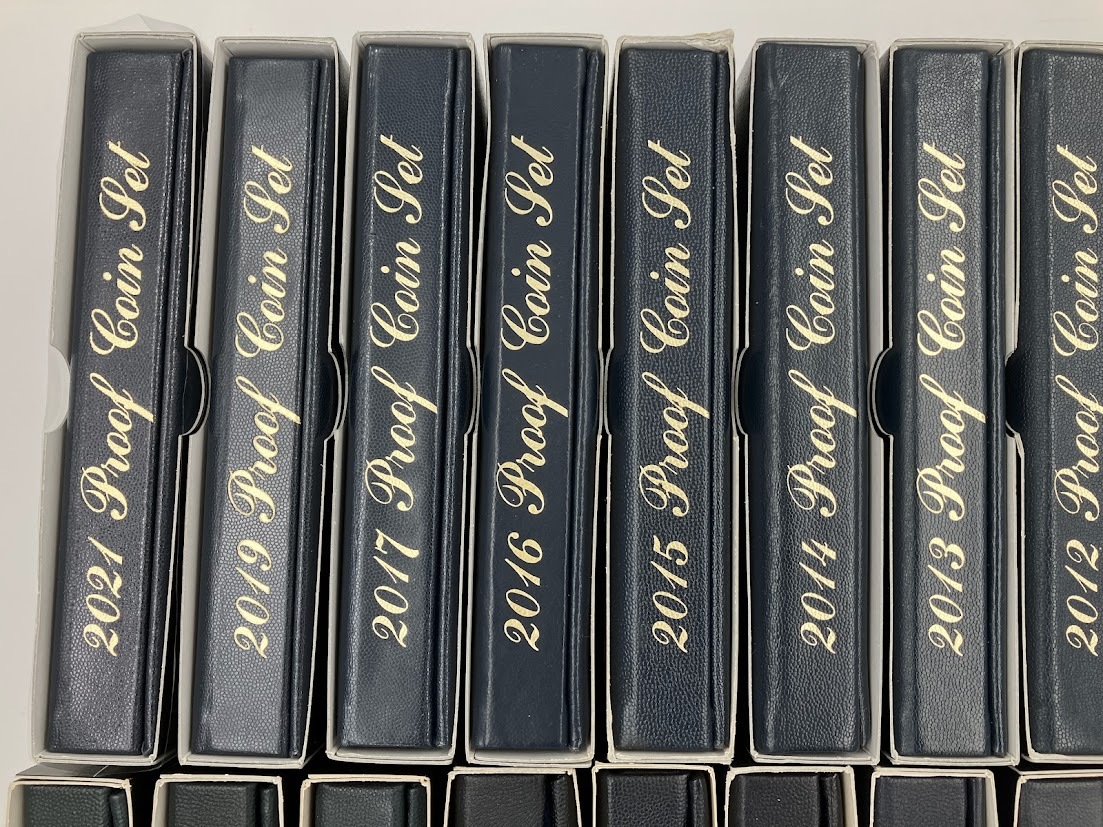 2021 Proof Coin Set
2019 Proof Coin Set
2017 Proof Coin Set
2016 Proof Coin Set
2015 Proof Coin Set
2014 Proof Coin Set
2013 Proof Coin Set
2012 Proof Coin Set